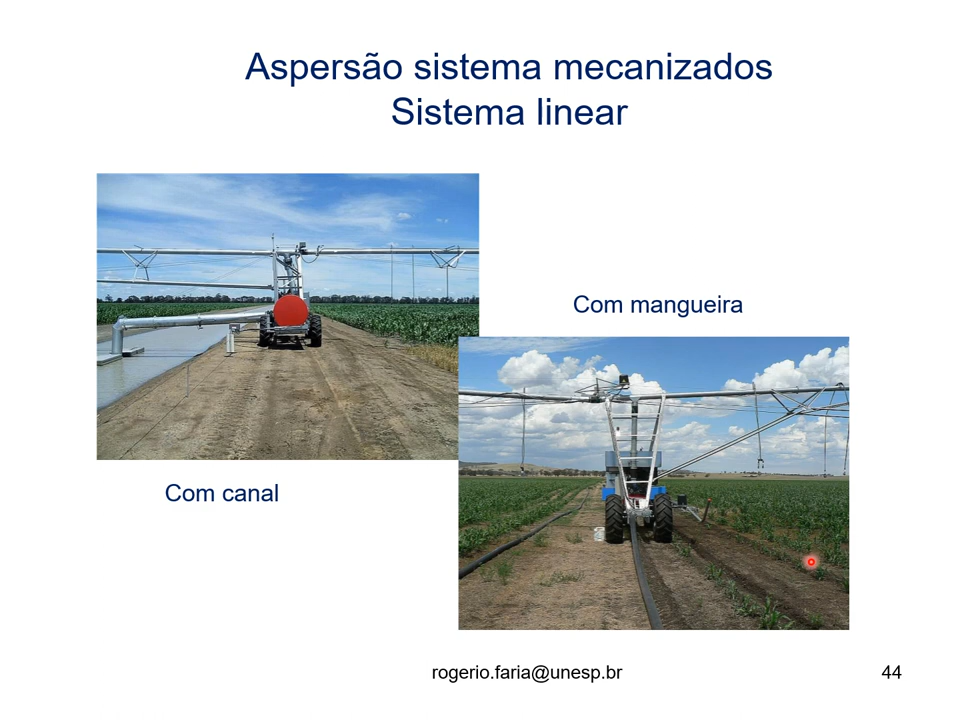 Aspersão sistema mecanizados
Sistema linear
Com mangueira
Com canal
rogerio.faria@unesp.br
44